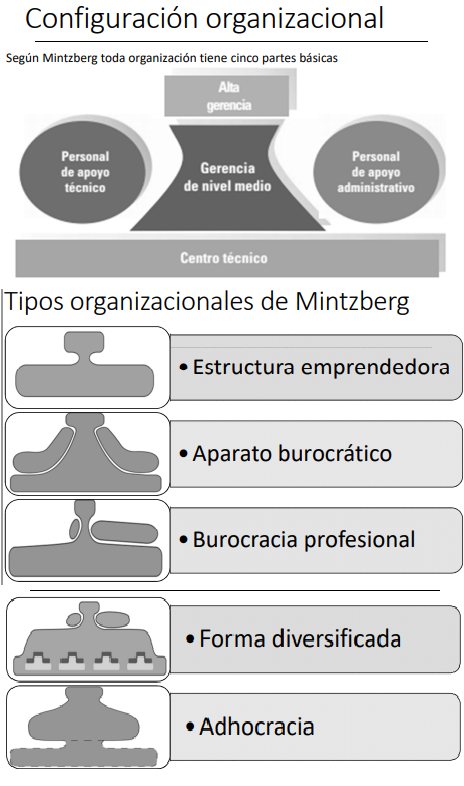 Configuración organizacional
Según Mintzberg toda organización tiene cinco partes básicas
Alta
gerencia
Personal
de apoyo
técnico
Gerencia
de nivel medio
Personal
de apoyo
administrativo
Centro técnico
Tipos organizacionales de Mintzberg
• Estructura emprendedora
• Aparato burocrático
• Burocracia profesional
• Forma diversificada
• Adhocracia